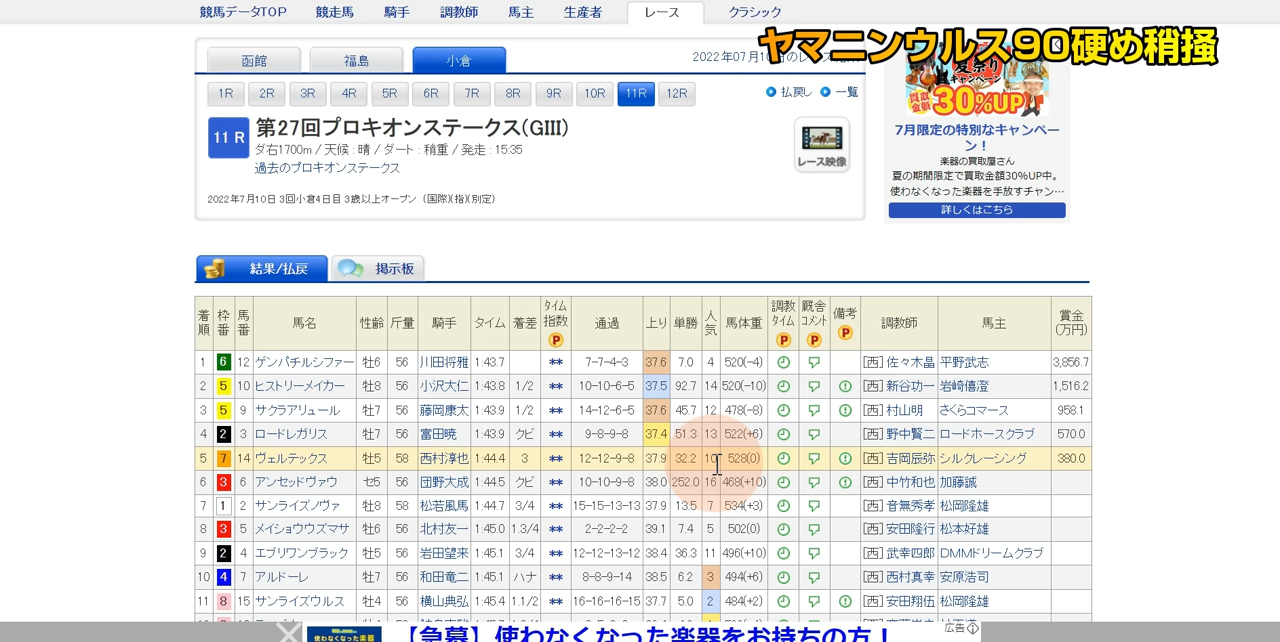 競馬データTOP 競走馬 騎手 調教師 馬主 生産者 レース クラシック
ヤマニンウルス90硬め稍掻
函館 福島 小倉
1R 2R 3R 4R 5R 6R 7R 8R 9R 10R 11R 12R
払戻し 一覧
11 R 第27回プロキオンステークス(GIII)
ダ右1700m / 天候 : 晴 / ダート : 稍重 / 発走 : 15:35
過去のプロキオンステークス
レース映像
2022年7月10日 3回小倉4日目 3歳以上オープン (国際)(指)(別定)
買取金額30%UP
7月限定の特別なキャンペーン!
楽器の買取屋さん
夏の期間限定で買取金額30%UP中。
使わなくなった楽器を手放すチャン…
詳しくはこちら
結果/払戻 掲示板
着順 枠番 馬番 馬名 性齢 斤量 騎手 タイム 着差 タイム指数 P 通過 上り 単勝 人気 馬体重 調教タイム P 厩舎コメント P 備考 P 調教師 馬主 賞金(万円)
1 6 12 ゲンパチルシファー 牡6 56 川田将雅 1:43.7 ** 7-7-4-3 37.6 7.0 4 520(-4) [西] 佐々木晶 平野武志 3,856.7
2 5 10 ヒストリーメイカー 牡8 56 小沢大仁 1:43.8 1/2 ** 10-10-6-5 37.5 92.7 14 520(-10) [西] 新谷功一 岩崎僖澄 1,516.2
3 5 9 サクラアリュール 牡7 56 藤岡康太 1:43.9 1/2 ** 14-12-6-5 37.6 45.7 12 478(-8) [西] 村山明 さくらコマース 958.1
4 2 3 ロードレガリス 牡7 56 富田暁 1:43.9 クビ ** 9-8-9-8 37.4 51.3 13 522(+6) [西] 野中賢二 ロードホースクラブ 570.0
5 7 14 ヴェルテックス 牡5 58 西村淳也 1:44.4 3 ** 12-12-9-8 37.9 32.2 10 528(0) [西] 吉岡辰弥 シルクレーシング 380.0
6 3 6 アンセッドヴァウ セ5 56 団野大成 1:44.5 クビ ** 10-10-9-8 38.0 252.0 16 468(+10) [西] 中竹和也 加藤誠
7 1 2 サンライズノヴァ 牡8 58 松若風馬 1:44.7 3/4 ** 15-15-13-13 37.9 13.5 7 534(+3) [西] 音無秀孝 松岡隆雄
8 3 5 メイショウウズマサ 牡6 56 北村友一 1:45.0 1.3/4 ** 2-2-2-2 39.1 7.4 5 502(0) [西] 安田隆行 松本好雄
9 2 4 エブリワンブラック 牡5 56 岩田望来 1:45.1 3/4 ** 12-12-13-12 38.4 36.3 11 496(+10) [西] 武幸四郎 DMMドリームクラブ
10 4 7 アルドーレ 牡7 56 和田竜二 1:45.1 ハナ ** 8-8-9-14 38.5 6.2 3 494(+6) [西] 西村真幸 安原浩司
11 8 15 サンライズウルス 牡4 56 横山典弘 1:45.4 1.1/2 ** 16-16-16-15 37.7 5.0 2 484(+2) [西] 安田翔伍 松岡隆雄
使わなくなった楽器 【急募】使わなくなった楽器をお持ちの方! 広告